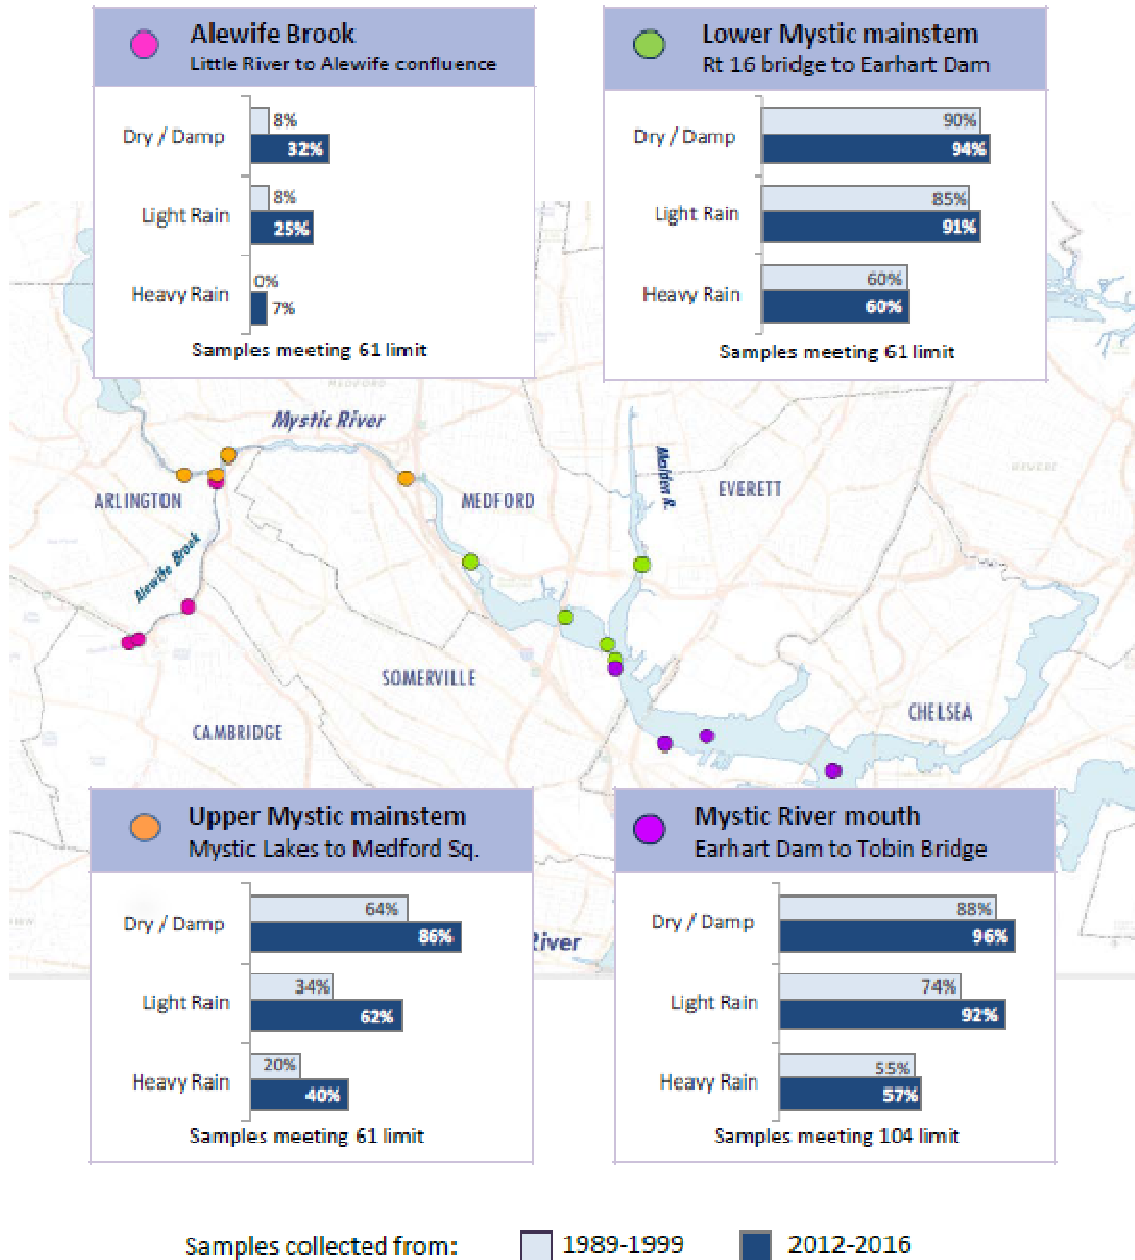 Alewife Brook
Little River to Alewife confluence
Dry / Damp
8%
32%
Light Rain
8%
25%
Heavy Rain
0%
7%
Samples meeting 61 limit
Lower Mystic mainstem
Rt 16 bridge to Earhart Dam
Dry / Damp
90%
94%
Light Rain
85%
91%
Heavy Rain
60%
60%
Samples meeting 61 limit
MEDFORD
Mystic River
Malden R.
REVERE
ARLINGTON
MEDFORD
EVERETT
Alewife Brook
SOMERVILLE
CAMBRIDGE
CHELSEA
Upper Mystic mainstem
Mystic Lakes to Medford Sq.
Dry / Damp
64%
86%
Light Rain
34%
62%
Heavy Rain
20%
40%
Samples meeting 61 limit
River
Mystic River mouth
Earhart Dam to Tobin Bridge
Dry / Damp
88%
96%
Light Rain
74%
92%
Heavy Rain
55%
57%
Samples meeting 104 limit
Samples collected from:
1989-1999
2012-2016